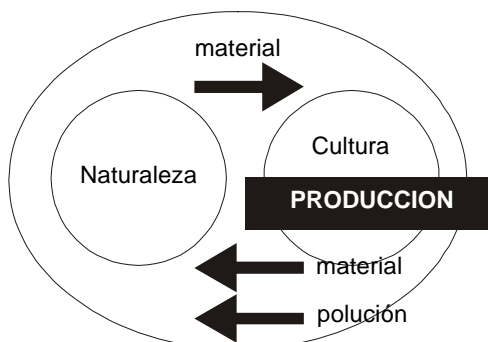 material
Cultura
Naturaleza
PRODUCCION
material
polución